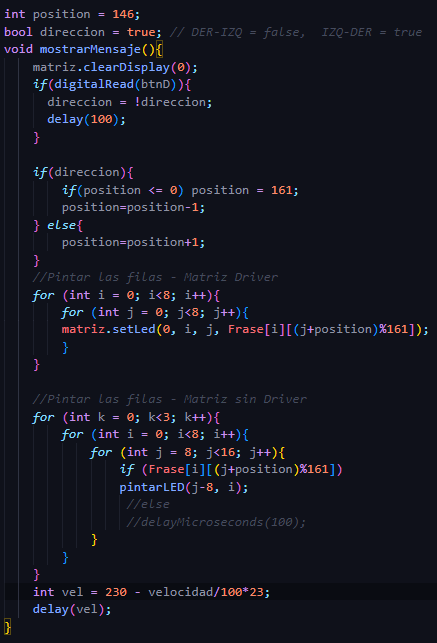 int position = 146;
bool direccion = true; // DER-IZQ = false,  IZQ-DER = true
void mostrarMensaje(){
    matriz.clearDisplay(0);
    if(digitalRead(btnD)){
      direccion = !direccion;
      delay(100);
    }

    if(direccion){
        if(position <= 0) position = 161;
        position=position-1;
    } else{
        position=position+1;
    }
    //Pintar las filas - Matriz Driver
    for (int i = 0; i<8; i++){
        for (int j = 0; j<8; j++){
        matriz.setLed(0, i, j, Frase[i][(j+position)%161]);
        }
    }

    //Pintar las filas - Matriz sin Driver
    for (int k = 0; k<3; k++){
        for (int i = 0; i<8; i++){
            for (int j = 8; j<16; j++){
                if (Frase[i][(j+position)%161])
                pintarLED(j-8, i);
                 //else
                 //delayMicroseconds(100);
            }
        }
    }
    int vel = 230 - velocidad/100*23;
    delay(vel);
}